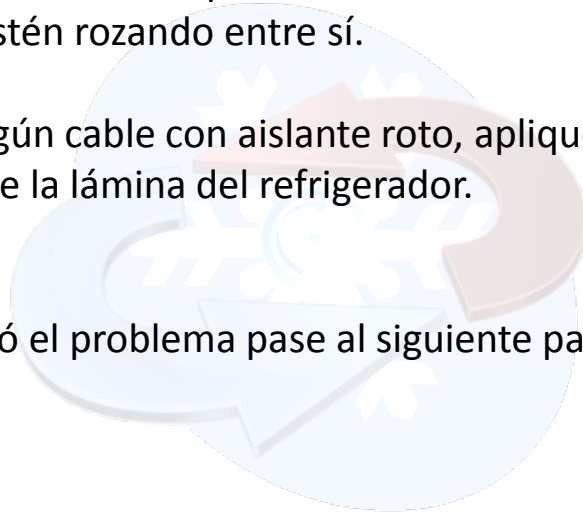 stén rozando entre sí.
gún cable con aislante roto, aplique
e la lámina del refrigerador.
ó el problema pase al siguiente pa